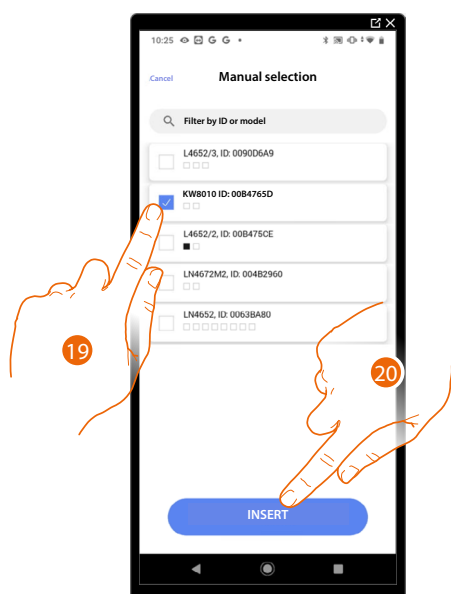 10:25 G G
Cancel
Manual selection
Filter by ID or model
L4652/3, ID: 0090D6A9
KW8010 ID: 00B4765D
L4652/2, ID: 00B475CE
LN4672M2, ID: 004B2960
LN4652, ID: 0063BA80
19
20
INSERT